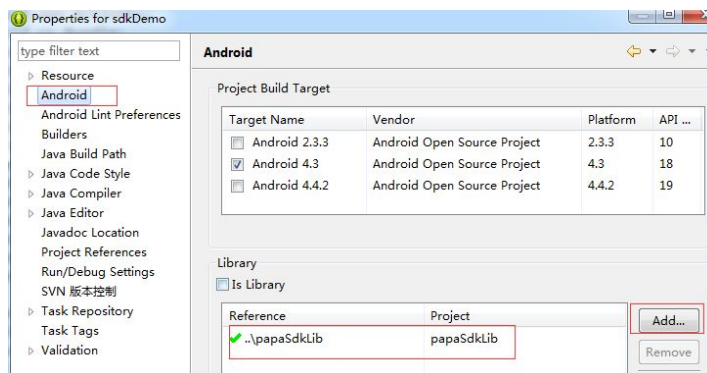 Properties for sdkDemo
type filter text
Resource
Android
Android Lint Preferences
Builders
Java Build Path
Java Code Style
Java Compiler
Java Editor
Javadoc Location
Project References
Run/Debug Settings
SVN 版本控制
Task Repository
Task Tags
Validation
Android
Project Build Target
Target Name Vendor Platform API ...
Android 2.3.3 Android Open Source Project 2.3.3 10
Android 4.3 Android Open Source Project 4.3 18
Android 4.4.2 Android Open Source Project 4.4.2 19
Library
Is Library
Reference Project
..\papaSdkLib papaSdkLib
Add...
Remove